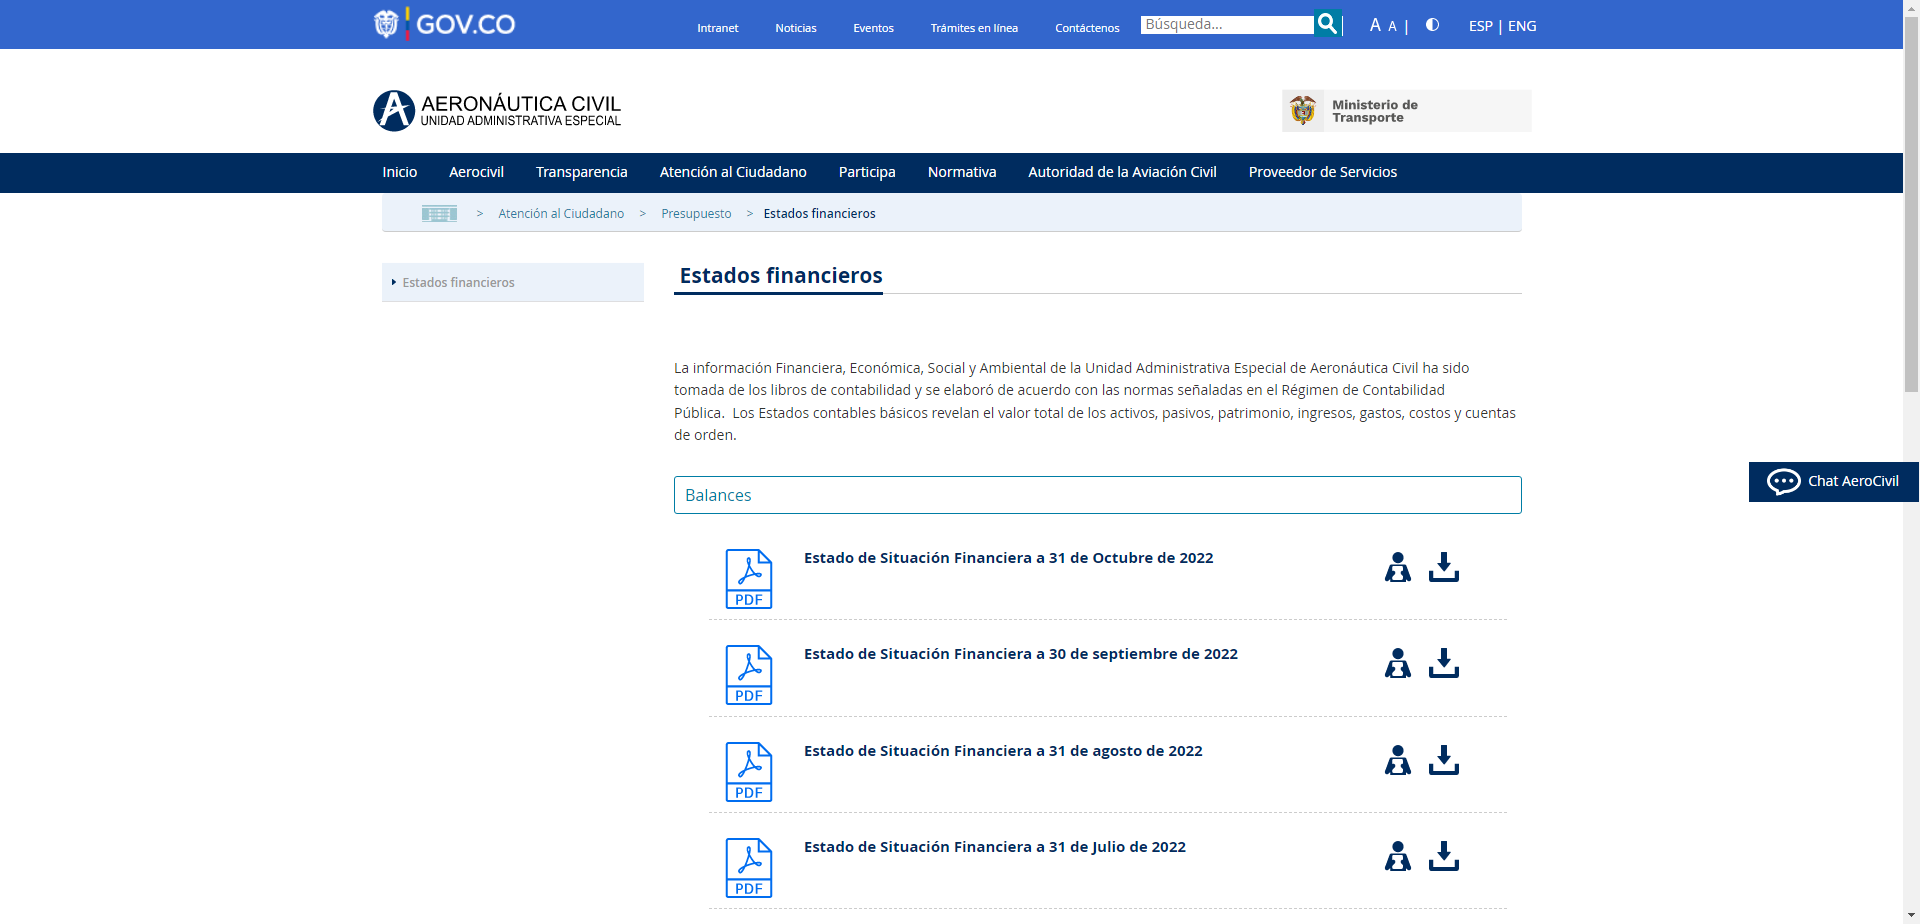 GOV.CO
Intranet
Noticias
Eventos
Trámites en línea
Contáctenos
Búsqueda...
A A |
ESP | ENG
AERONÁUTICA CIVIL
UNIDAD ADMINISTRATIVA ESPECIAL
Ministerio de
Transporte
Inicio
Aerocivil
Transparencia
Atención al Ciudadano
Participa
Normativa
Autoridad de la Aviación Civil
Proveedor de Servicios
> Atención al Ciudadano > Presupuesto > Estados financieros
Estados financieros
Estados financieros
La información Financiera, Económica, Social y Ambiental de la Unidad Administrativa Especial de Aeronáutica Civil ha sido
tomada de los libros de contabilidad y se elaboró de acuerdo con las normas señaladas en el Régimen de Contabilidad
Pública.  Los Estados contables básicos revelan el valor total de los activos, pasivos, patrimonio, ingresos, gastos, costos y cuentas
de orden.
Chat AeroCivil
Balances
PDF
Estado de Situación Financiera a 31 de Octubre de 2022
PDF
Estado de Situación Financiera a 30 de septiembre de 2022
PDF
Estado de Situación Financiera a 31 de agosto de 2022
PDF
Estado de Situación Financiera a 31 de Julio de 2022